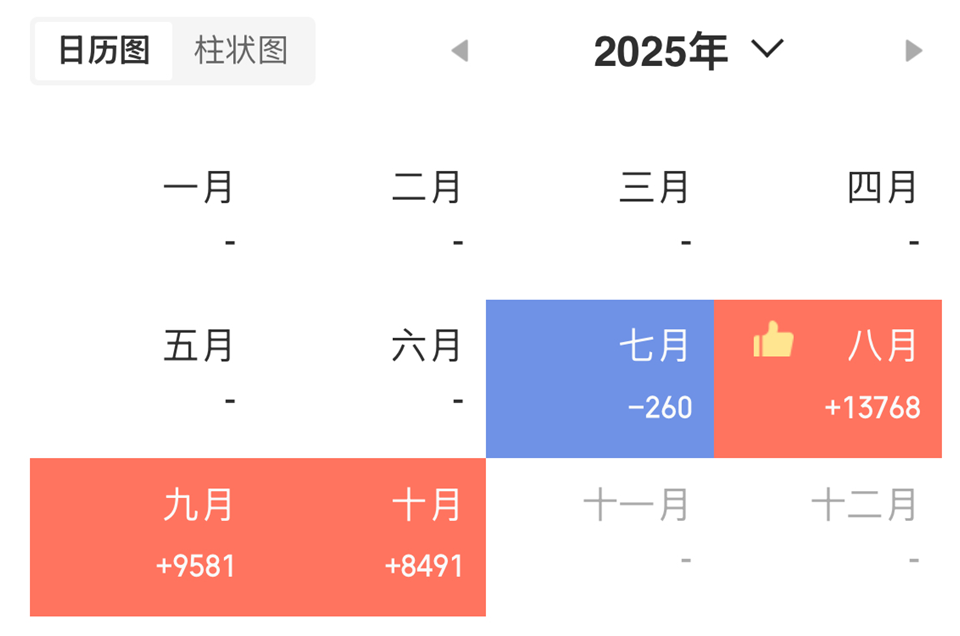 日历图 柱状图 2025年
一月 二月 三月 四月
- - - -
五月 六月 七月 八月
- - -260 +13768
九月 十月 十一月 十二月
+9581 +8491 - -